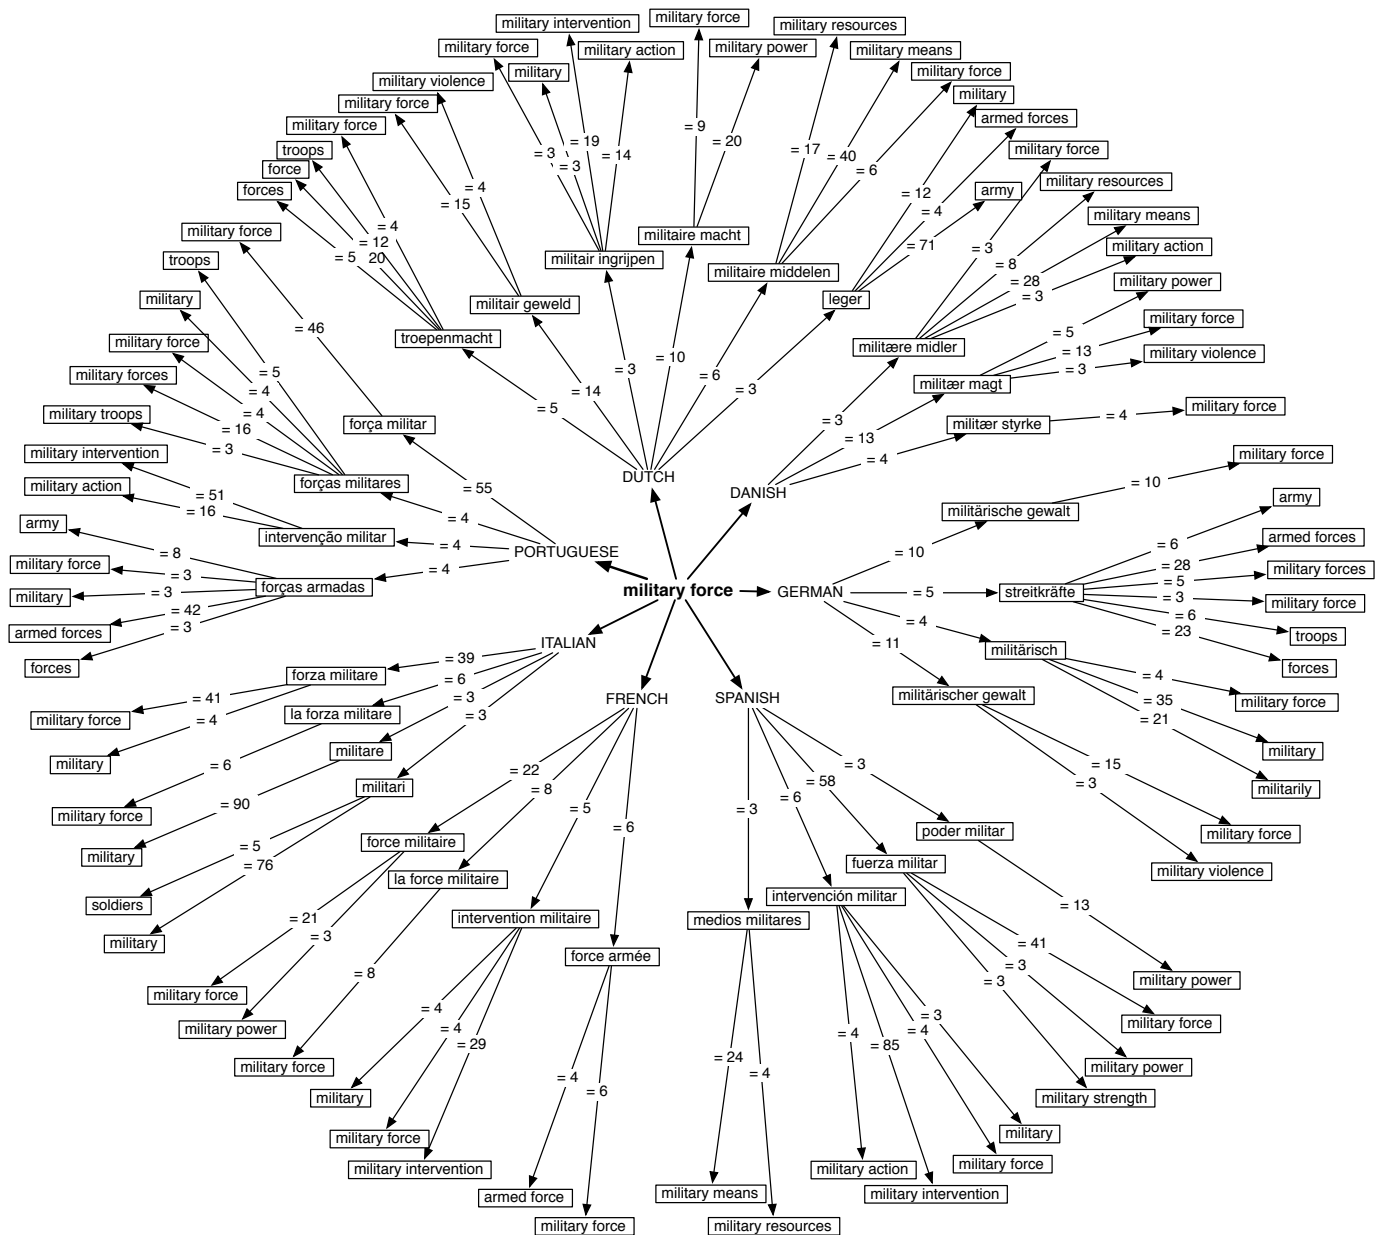 military force
military intervention
military resources
military force
military action
military power
military means
military
military force
military violence
military
military force
armed forces
military force
military force
troops
force
military resources
forces
army
military means
military force
military action
troops
military power
military
military force
military force
military violence
military forces
military force
military troops
military intervention
military force
military action
army
army
armed forces
military force
military forces
military
military force
armed forces
troops
forces
forces
= 9
= 19
= 20
= 14
= 3
= 3
= 17
= 40
= 6
= 4
= 15
= 12
= 4
= 71
= 4
= 12
= 20
= 5
= 3
= 8
= 28
= 3
militaire macht
militair ingrijpen
militaire middelen
leger
militair geweld
troepenmacht
militære midler
= 5
= 13
= 3
militær magt
= 46
= 5
= 4
= 4
= 16
= 3
= 10
= 3
= 6
= 3
= 14
= 5
= 3
= 13
= 4
militær styrke
= 4
força militar
forças militares
DUTCH
DANISH
= 55
= 4
= 51
= 16
intervenção militar
= 4
PORTUGUESE
= 4
= 8
= 3
= 3
= 42
= 3
forças armadas
military force
GERMAN
= 10
militärische gewalt
= 10
= 5
streitkräfte
= 6
= 28
= 5
= 3
= 6
= 23
= 4
militärisch
= 11
militärischer gewalt
= 4
= 35
= 21
military force
military
militarily
= 15
= 3
military force
military violence
ITALIAN
= 39
= 6
= 3
= 3
forza militare
la forza militare
militare
militari
= 41
= 4
= 6
= 90
= 5
= 76
military force
military
military force
military
soldiers
military
FRENCH
= 22
= 8
= 5
= 6
force militaire
la force militaire
intervention militaire
force armée
= 21
= 3
= 8
= 4
= 4
= 29
= 4
= 6
military force
military power
military force
military
military force
military intervention
armed force
military force
SPANISH
= 3
= 58
= 6
= 3
poder militar
fuerza militar
intervención militar
medios militares
= 13
= 41
= 3
= 3
= 3
= 4
= 85
= 4
= 24
= 4
military power
military force
military power
military strength
military
military force
military action
military intervention
military means
military resources